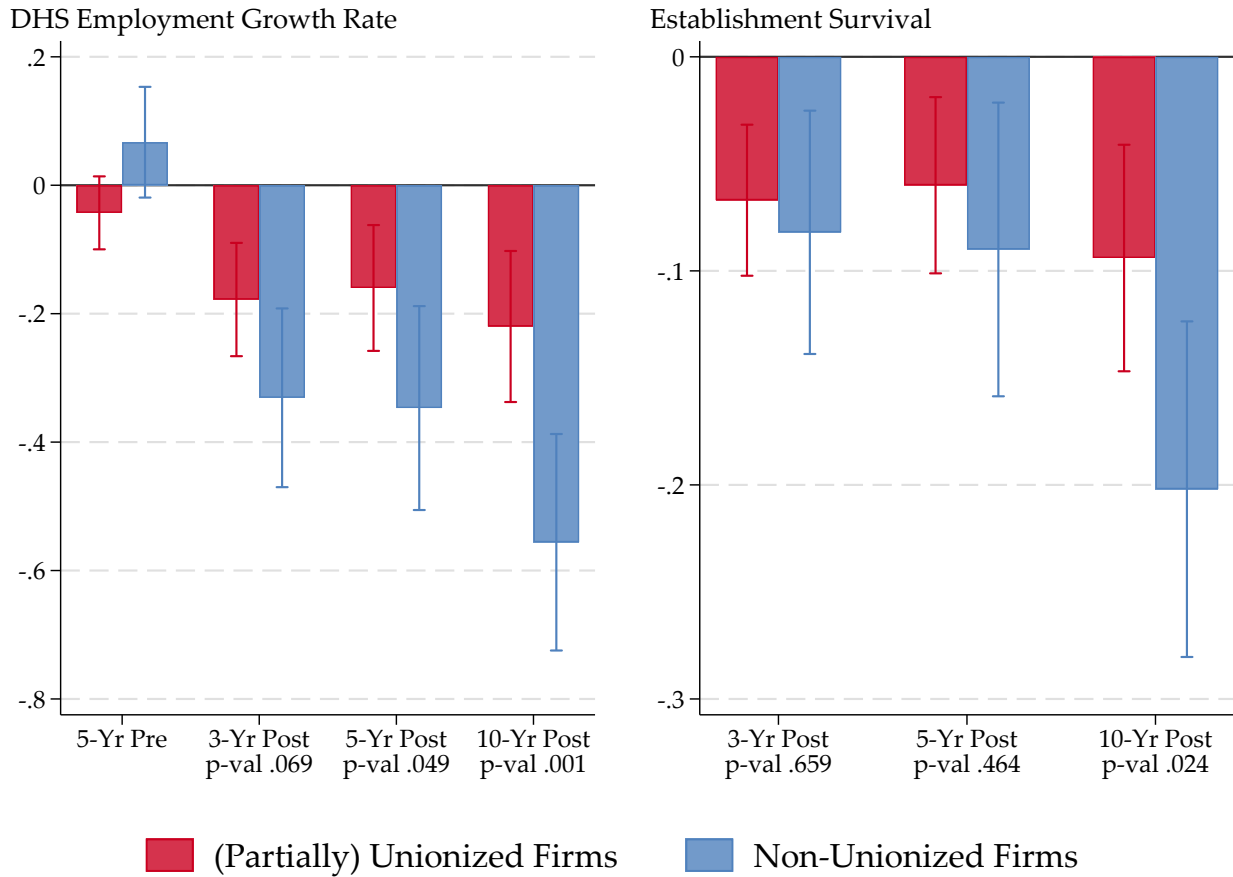 DHS Employment Growth Rate
.2
0
-.2
-.4
-.6
-.8
5-Yr Pre
3-Yr Post
p-val .069
5-Yr Post
p-val .049
10-Yr Post
p-val .001
Establishment Survival
0
-.1
-.2
-.3
3-Yr Post
p-val .659
5-Yr Post
p-val .464
10-Yr Post
p-val .024
(Partially) Unionized Firms
Non-Unionized Firms